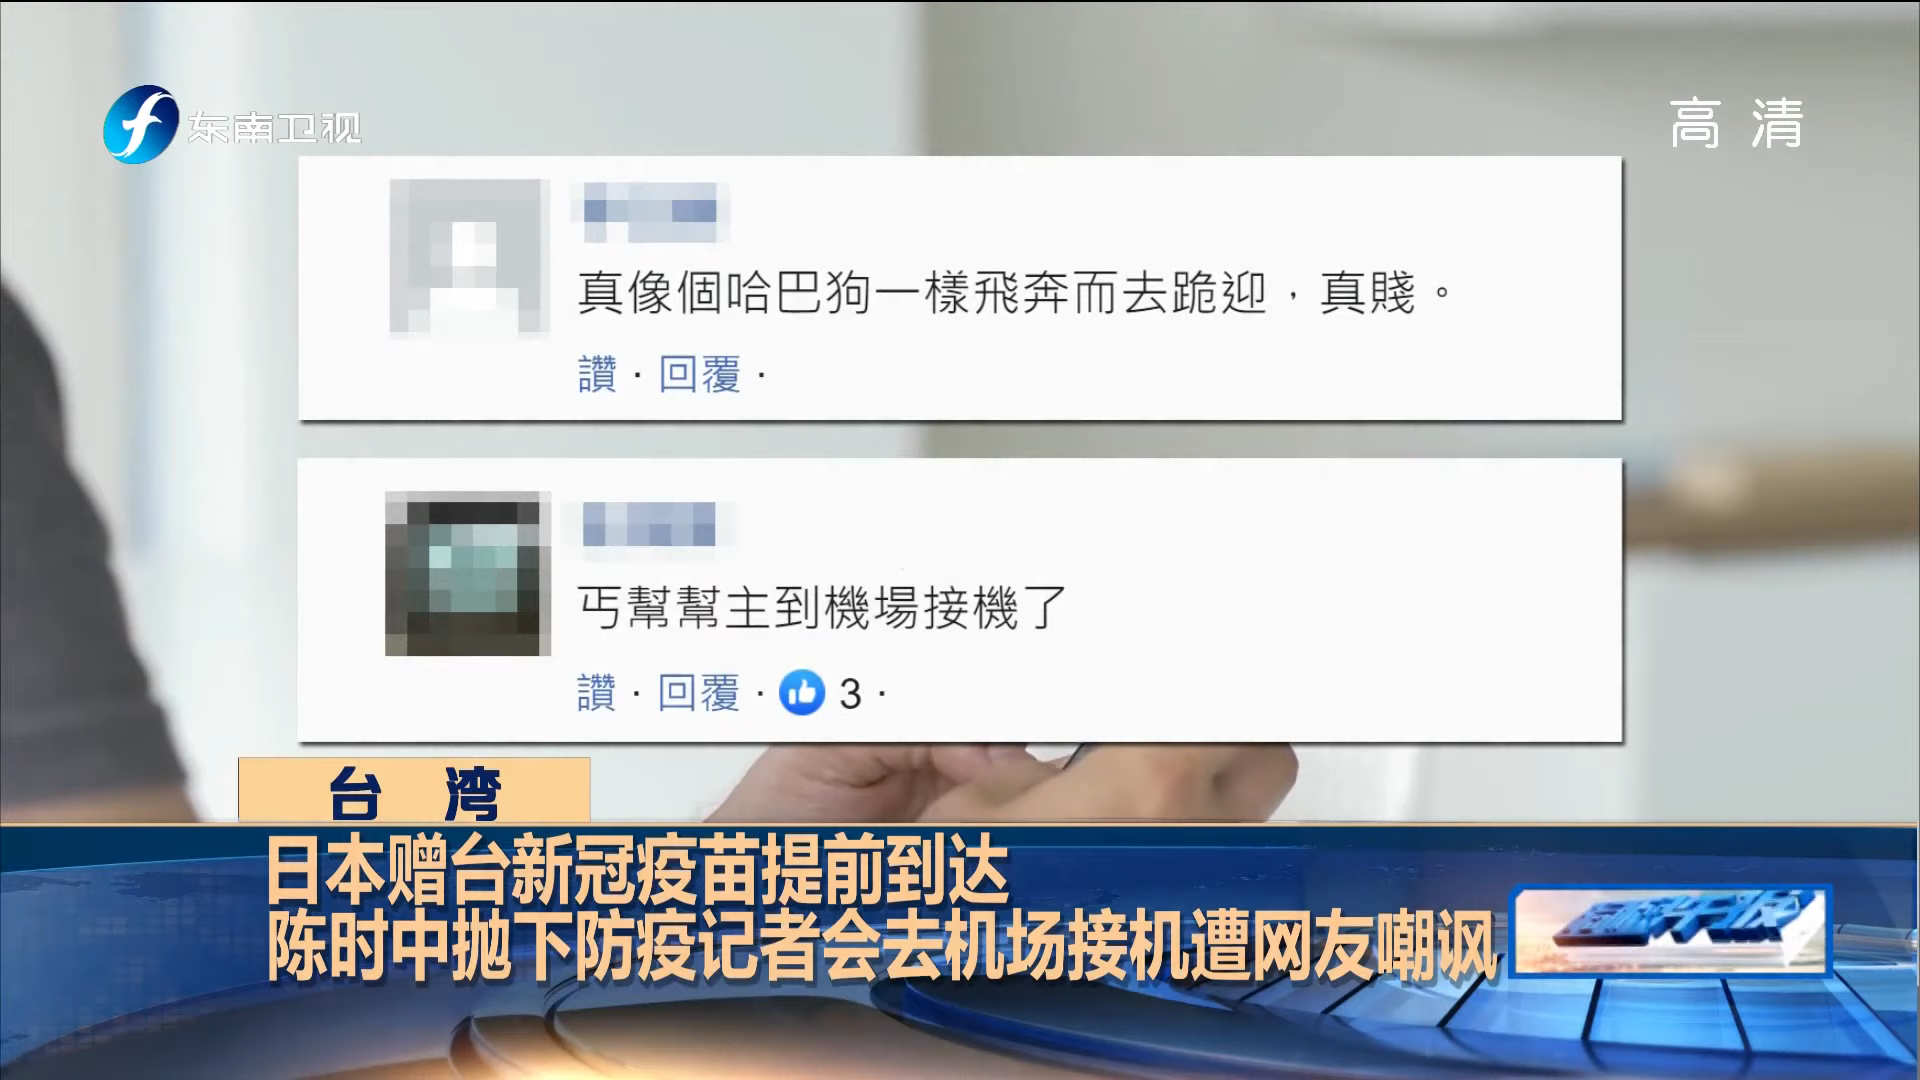 东南卫视
高清
真像個哈巴狗一樣飛奔而去跪迎，真賤。
讚·回覆·
丐幫幫主到機場接機了
讚·回覆· 3·
台湾
日本赠台新冠疫苗提前到达
陈时中抛下防疫记者会去机场接机遭网友嘲讽